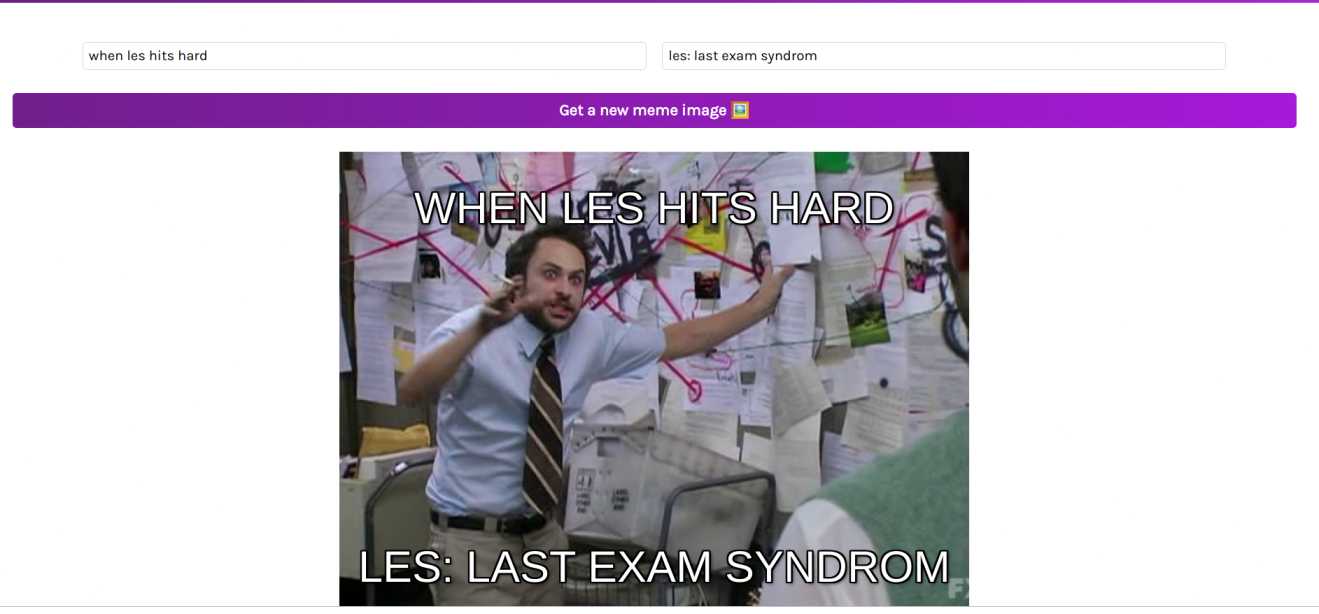 when les hits hard
les: last exam syndrom
Get a new meme image 🖼️
WHEN LES HITS HARD
LES: LAST EXAM SYNDROM
FX